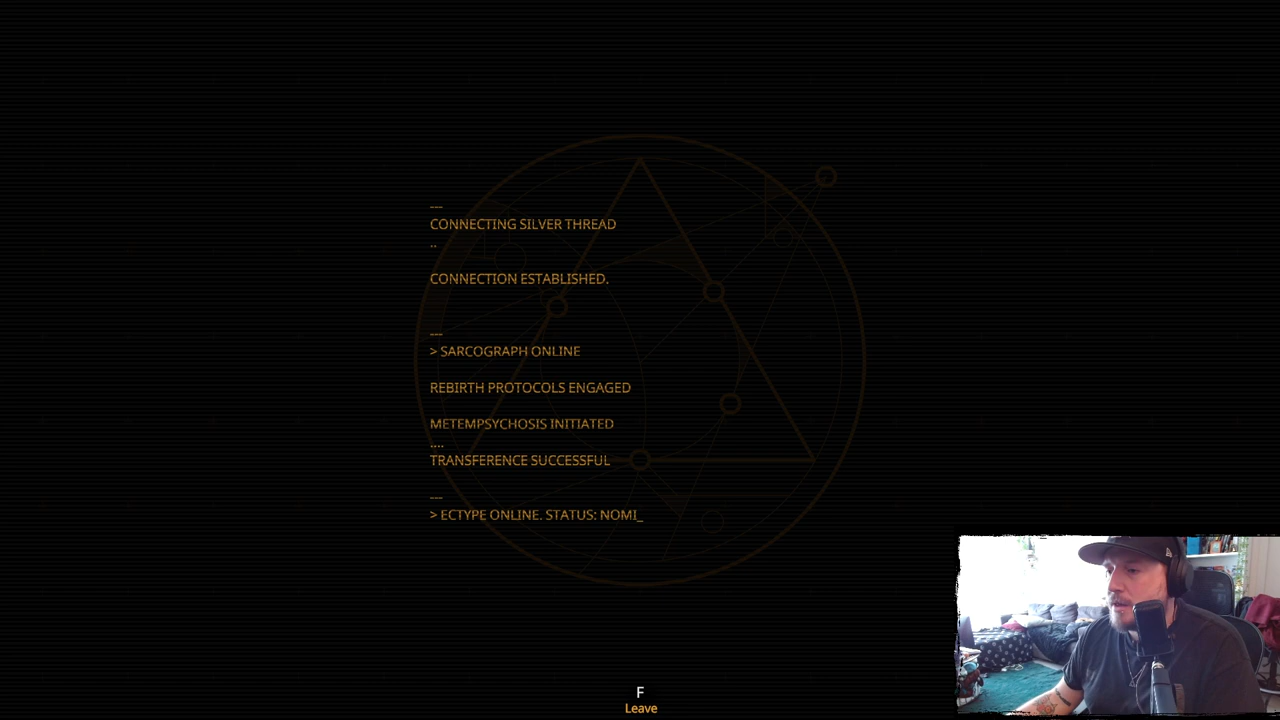 ---
CONNECTING SILVER THREAD
..
CONNECTION ESTABLISHED.
---
> SARCOGRAPH ONLINE
REBIRTH PROTOCOLS ENGAGED
METEMPSYCHOSIS INITIATED
....
TRANSFERENCE SUCCESSFUL
---
> ECTYPE ONLINE. STATUS: NOMI_
F
Leave